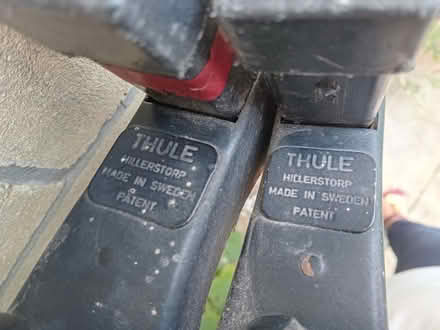 THULE
HILLERSTORP
MADE IN SWEDEN
PATENT
THULE
HILLERSTORP
MADE IN SWEDEN
PATENT